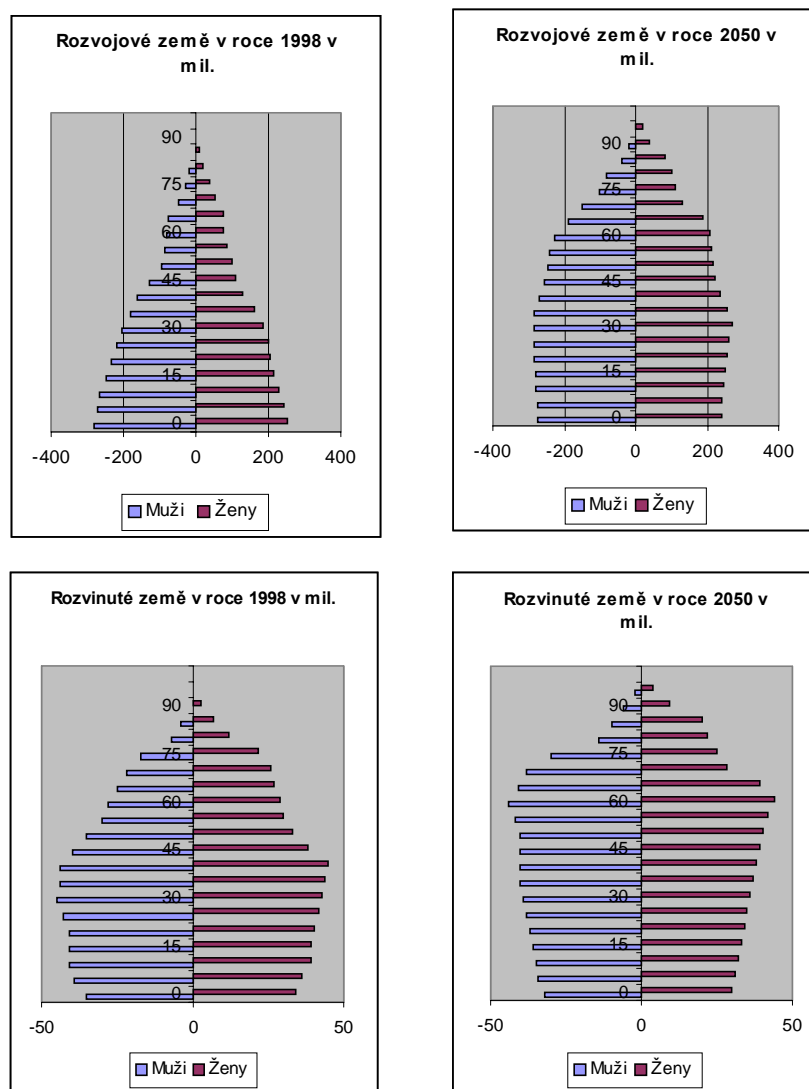 Rozvojové země v roce 1998 v
mil.
90
75
60
45
30
15
0
-400 -200 0 200 400
Muži Ženy
Rozvojové země v roce 2050 v
mil.
90
75
60
45
30
15
0
-400 -200 0 200 400
Muži Ženy
Rozvinuté země v roce 1998 v mil.
90
75
60
45
30
15
0
-50 0 50
Muži Ženy
Rozvinuté země v roce 2050 v
mil.
90
75
60
45
30
15
0
-50 0 50
Muži Ženy